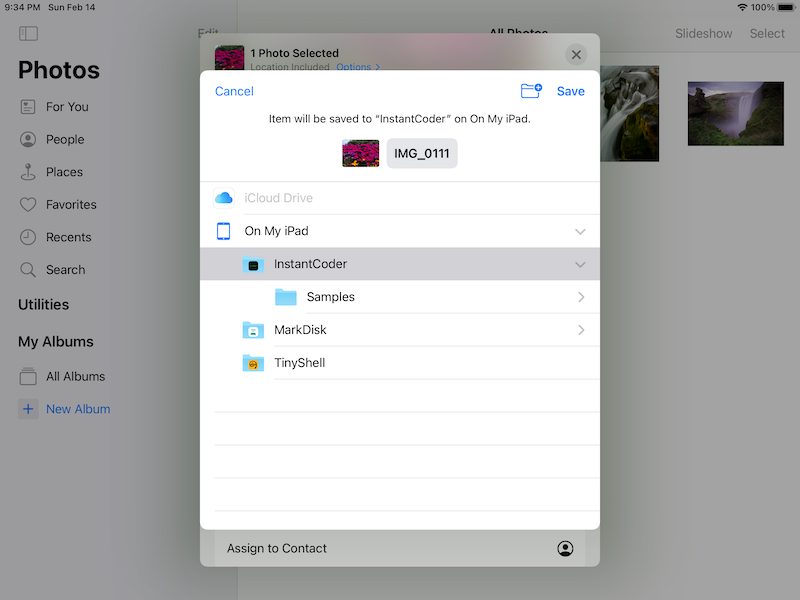 9:34 PM Sun Feb 14
100%
Edit
All Photos
Slideshow
Select
Photos
For You
People
Places
Favorites
Recents
Search
Utilities
My Albums
All Albums
New Album
1 Photo Selected
Location Included Options >
Cancel
Save
Item will be saved to “InstantCoder” on On My iPad.
IMG_0111
iCloud Drive
On My iPad
InstantCoder
Samples
MarkDisk
TinyShell
Assign to Contact